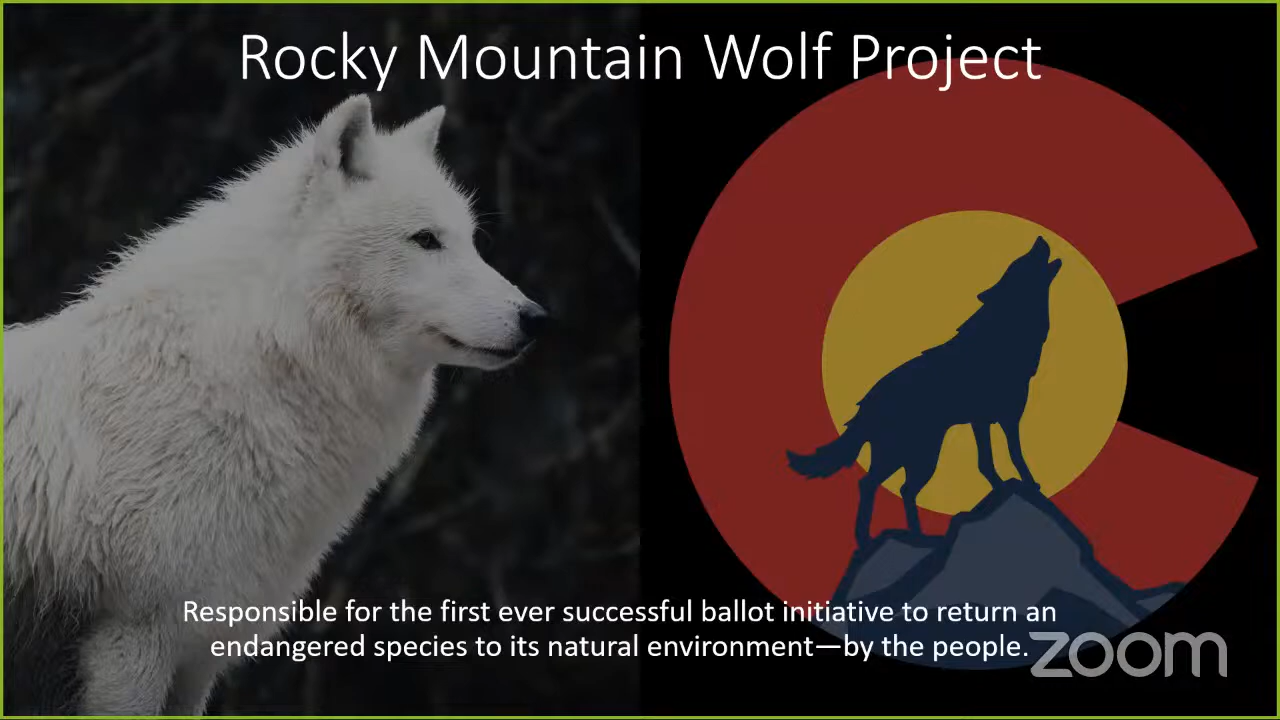 Rocky Mountain Wolf Project
Responsible for the first ever successful ballot initiative to return an
endangered species to its natural environment—by the people.
zoom